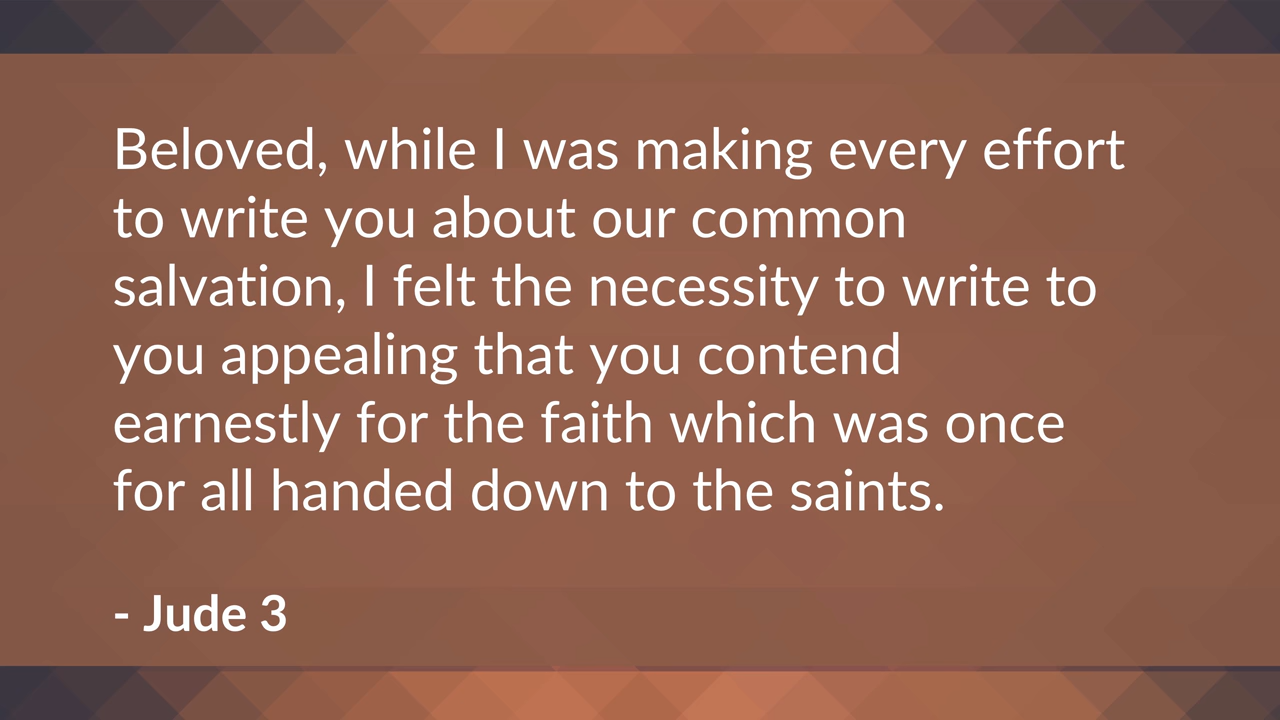 Beloved, while I was making every effort
to write you about our common
salvation, I felt the necessity to write to
you appealing that you contend
earnestly for the faith which was once
for all handed down to the saints.
- Jude 3